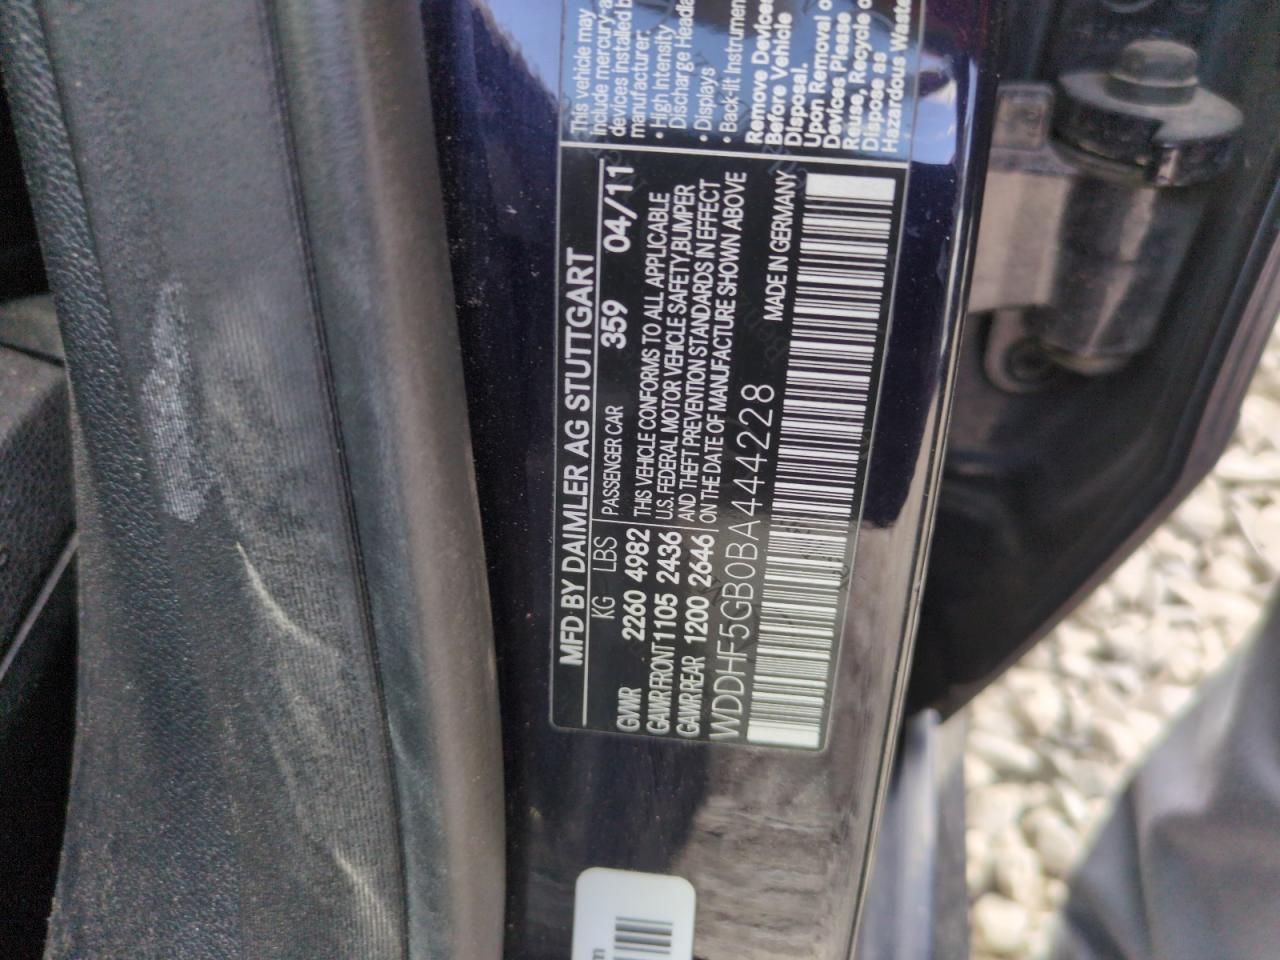 This vehicle may
include mercury-a
devices installed b
manufacturer:
• High Intensity
Discharge Heada
• Displays
• Back-lit Instrumen
Remove Devices
Before Vehicle
Disposal.
Upon Removal o
Devices Please
Reuse, Recycle o
Dispose as
Hazardous Waste
MFD BY DAIMLER AG STUTTGART
KG LBS PASSENGER CAR 359 04/11
GVWR 2260 4982
GAWR FRONT 1105 2436
GAWR REAR 1200 2646
THIS VEHICLE CONFORMS TO ALL APPLICABLE
U.S. FEDERAL MOTOR VEHICLE SAFETY,BUMPER
AND THEFT PREVENTION STANDARDS IN EFFECT
ON THE DATE OF MANUFACTURE SHOWN ABOVE
WDDHF5GB0BA444228 MADE IN GERMANY